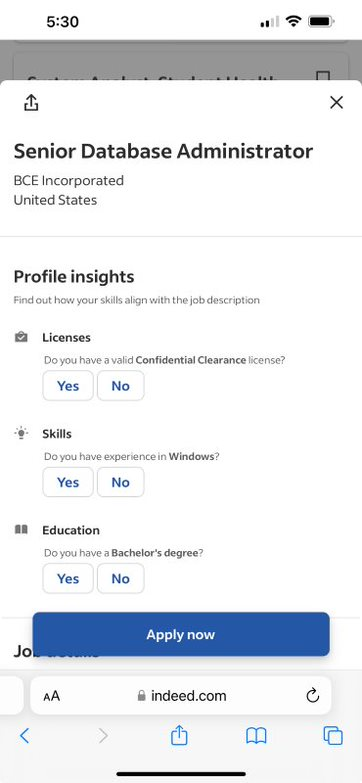 5:30
System Analyst, Student Health
Senior Database Administrator
BCE Incorporated
United States
Profile insights
Find out how your skills align with the job description
Licenses
Do you have a valid Confidential Clearance license?
Yes No
Skills
Do you have experience in Windows?
Yes No
Education
Do you have a Bachelor's degree?
Yes No
Apply now
Job details
AA indeed.com